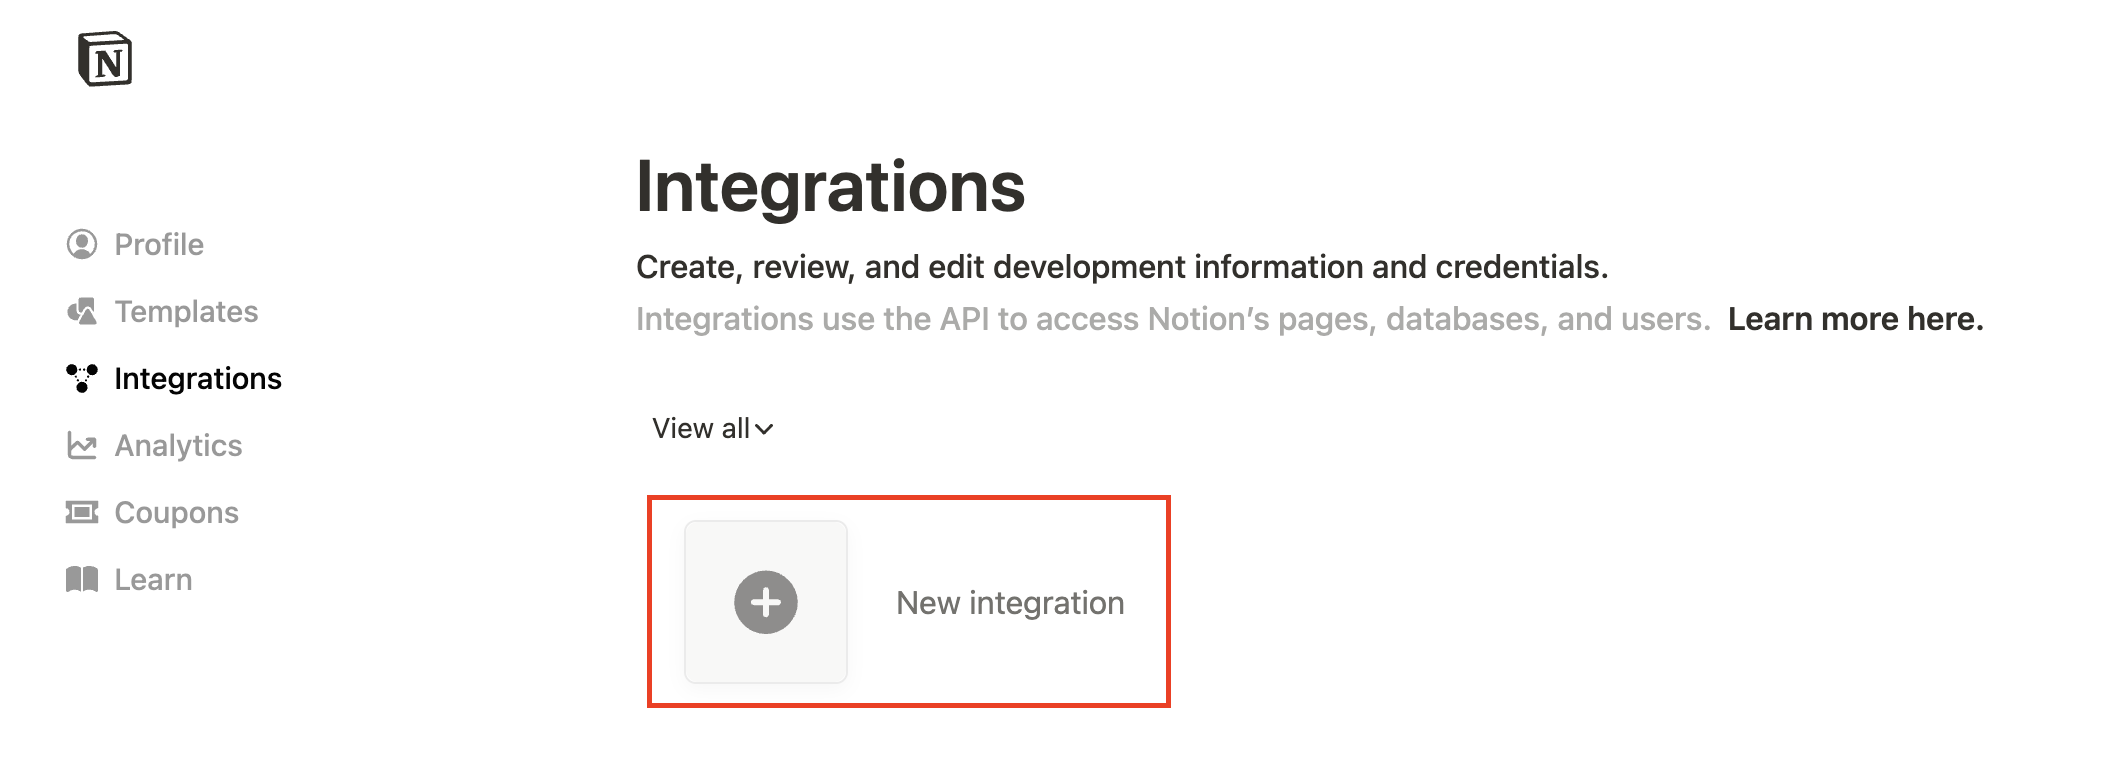 N
Profile
Templates
Integrations
Analytics
Coupons
Learn
Integrations
Create, review, and edit development information and credentials.
Integrations use the API to access Notion’s pages, databases, and users. Learn more here.
View all
New integration